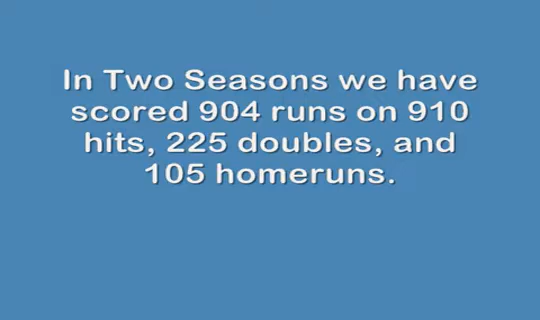 In Two Seasons we have
scored 904 runs on 910
hits, 225 doubles, and
105 homeruns.